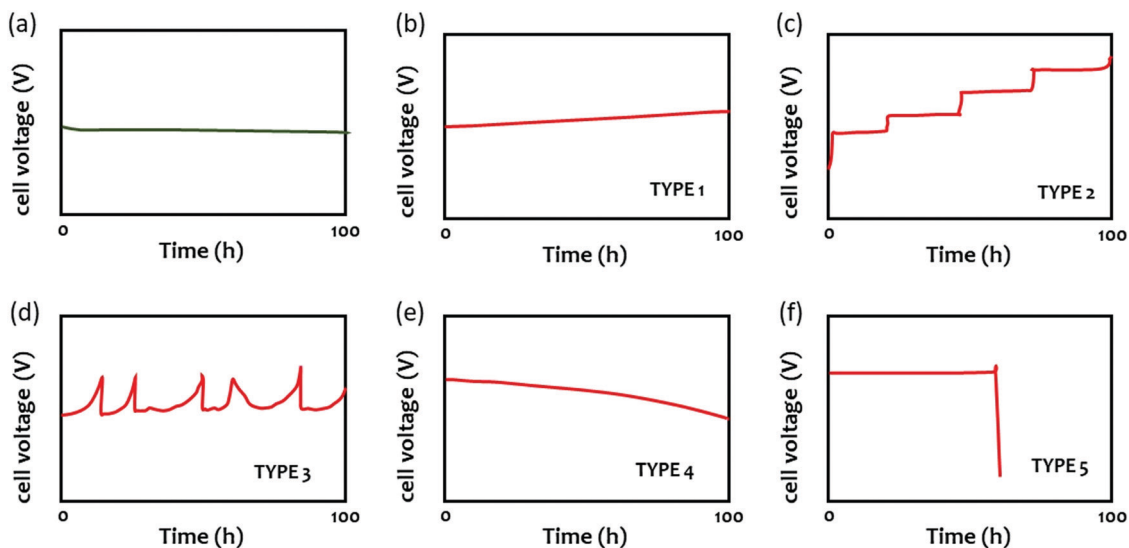 (a)
cell voltage (V)
0
100
Time (h)
(b)
cell voltage (V)
TYPE 1
0
100
Time (h)
(c)
cell voltage (V)
TYPE 2
0
100
Time (h)
(d)
cell voltage (V)
TYPE 3
0
100
Time (h)
(e)
cell voltage (V)
TYPE 4
0
100
Time (h)
(f)
cell voltage (V)
TYPE 5
0
100
Time (h)